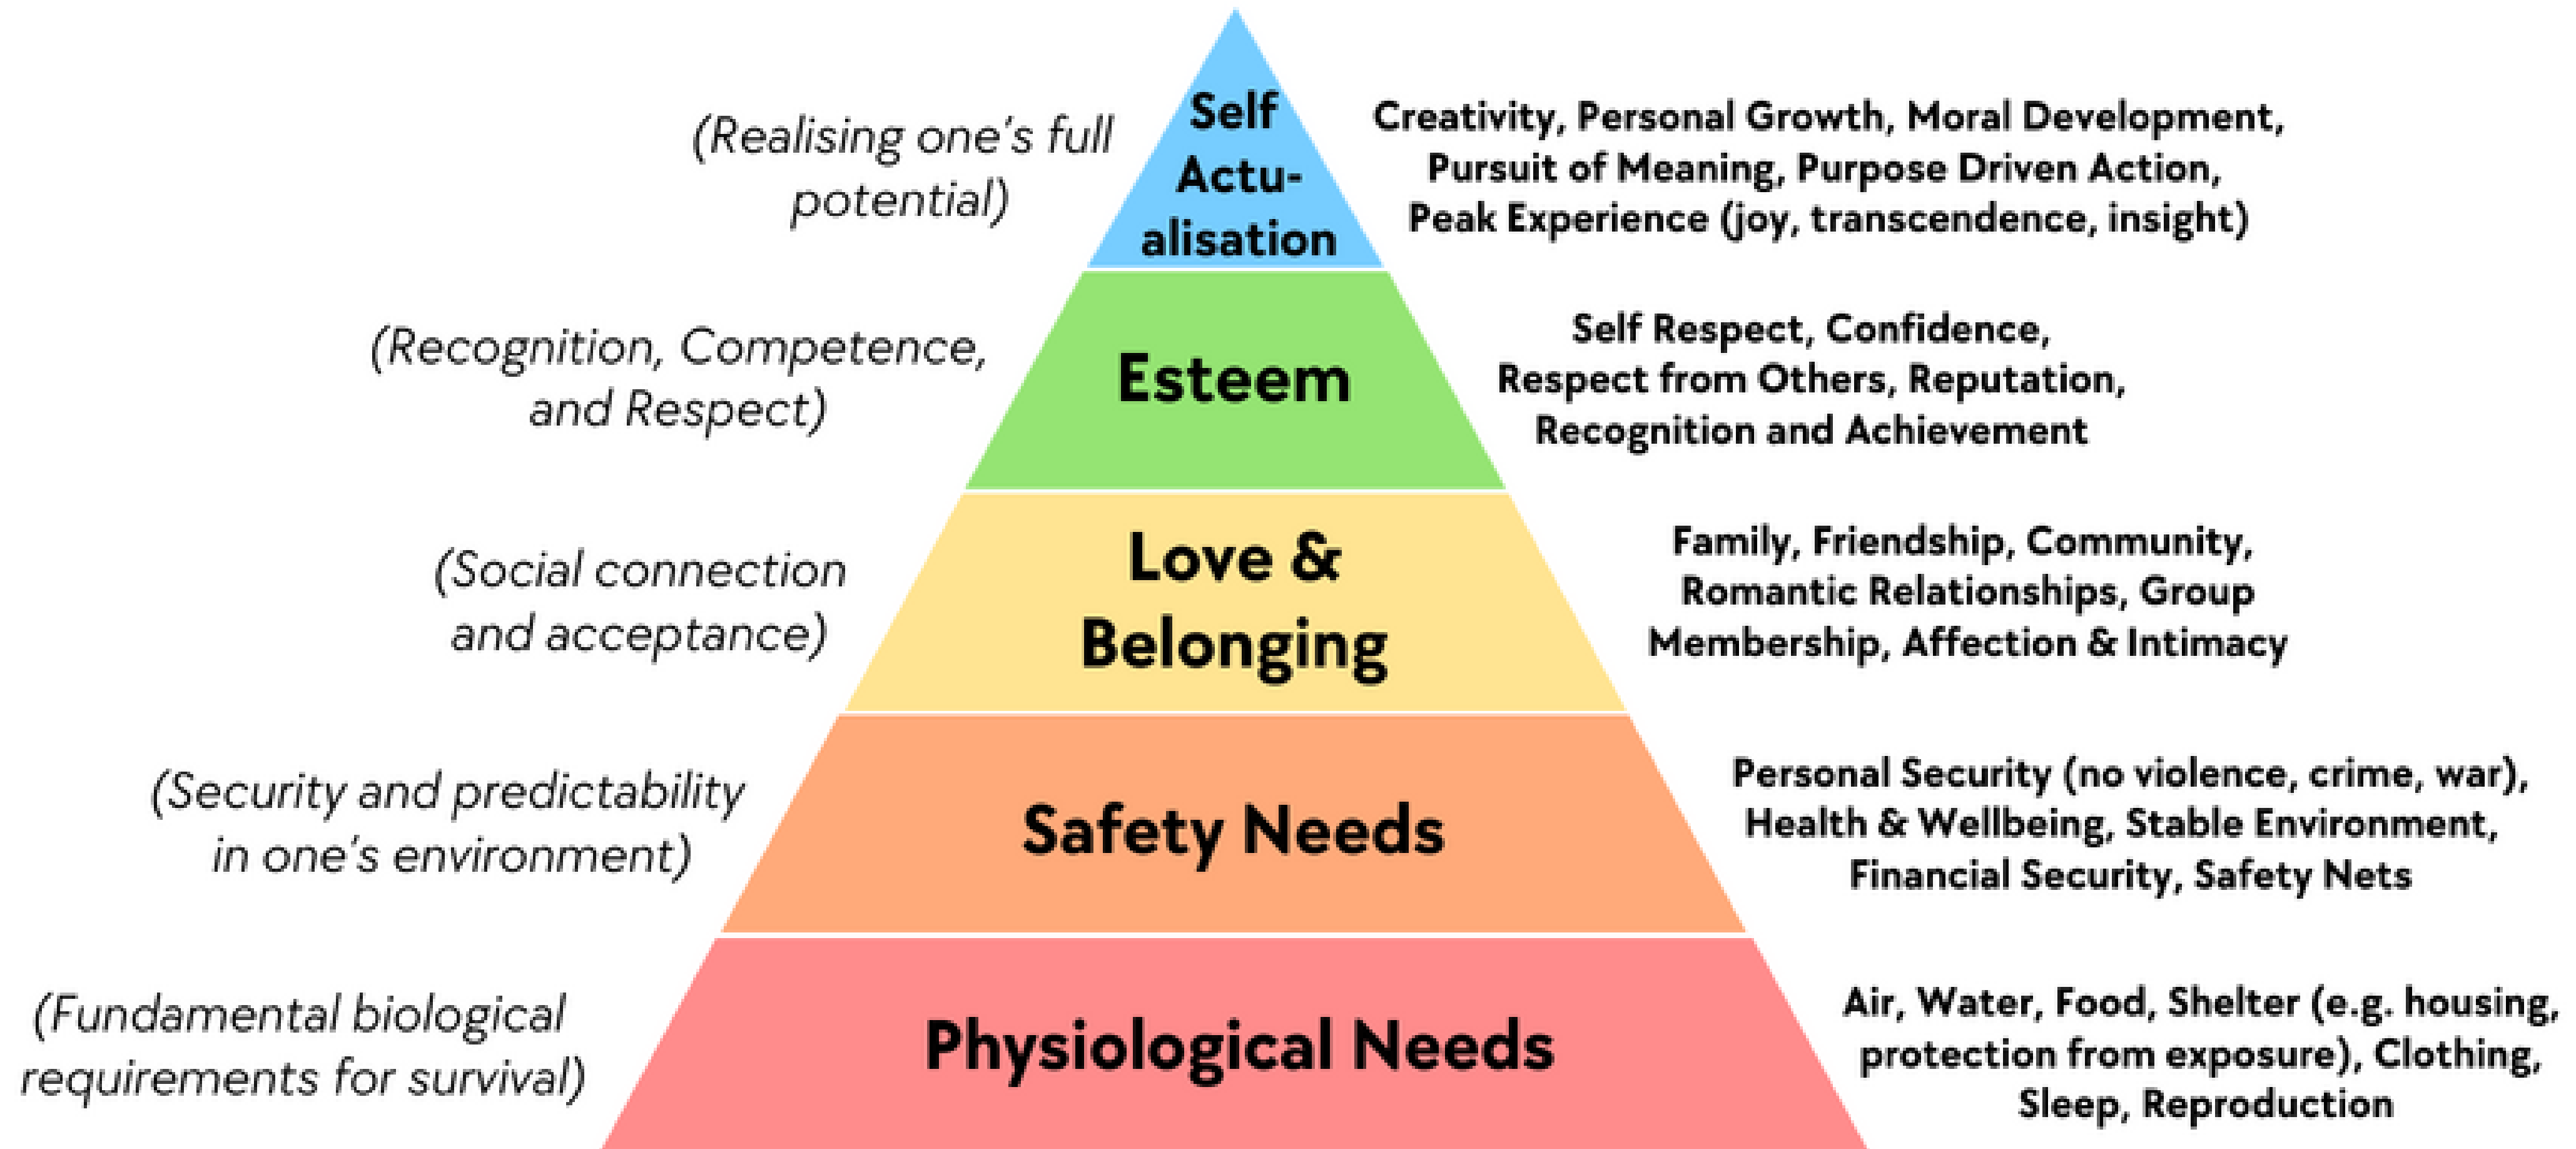 (Realising one's full
potential)
Self
Actu-
alisation
Creativity, Personal Growth, Moral Development,
Pursuit of Meaning, Purpose Driven Action,
Peak Experience (joy, transcendence, insight)
(Recognition, Competence,
and Respect)
Esteem
Self Respect, Confidence,
Respect from Others, Reputation,
Recognition and Achievement
(Social connection
and acceptance)
Love &
Belonging
Family, Friendship, Community,
Romantic Relationships, Group
Membership, Affection & Intimacy
(Security and predictability
in one's environment)
Safety Needs
Personal Security (no violence, crime, war),
Health & Wellbeing, Stable Environment,
Financial Security, Safety Nets
(Fundamental biological
requirements for survival)
Physiological Needs
Air, Water, Food, Shelter (e.g. housing,
protection from exposure), Clothing,
Sleep, Reproduction